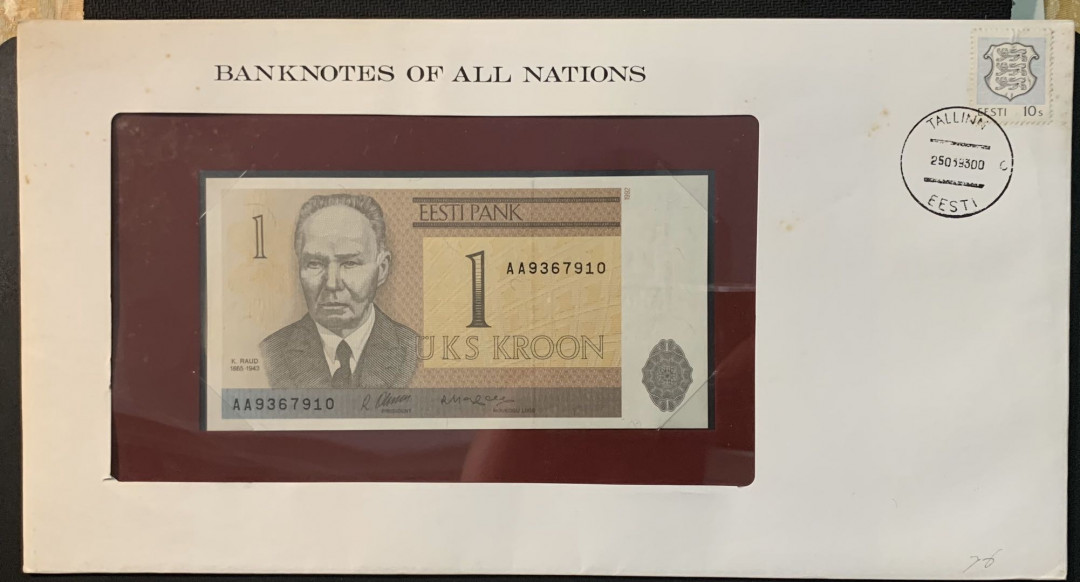 BANKNOTES OF ALL NATIONS
EESTI 10s
TALLINN
EESTI
1
EESTI PANK
1992
AA9367910
1
ÜKS KROON
K. RAUD
1865-1943
AA9367910